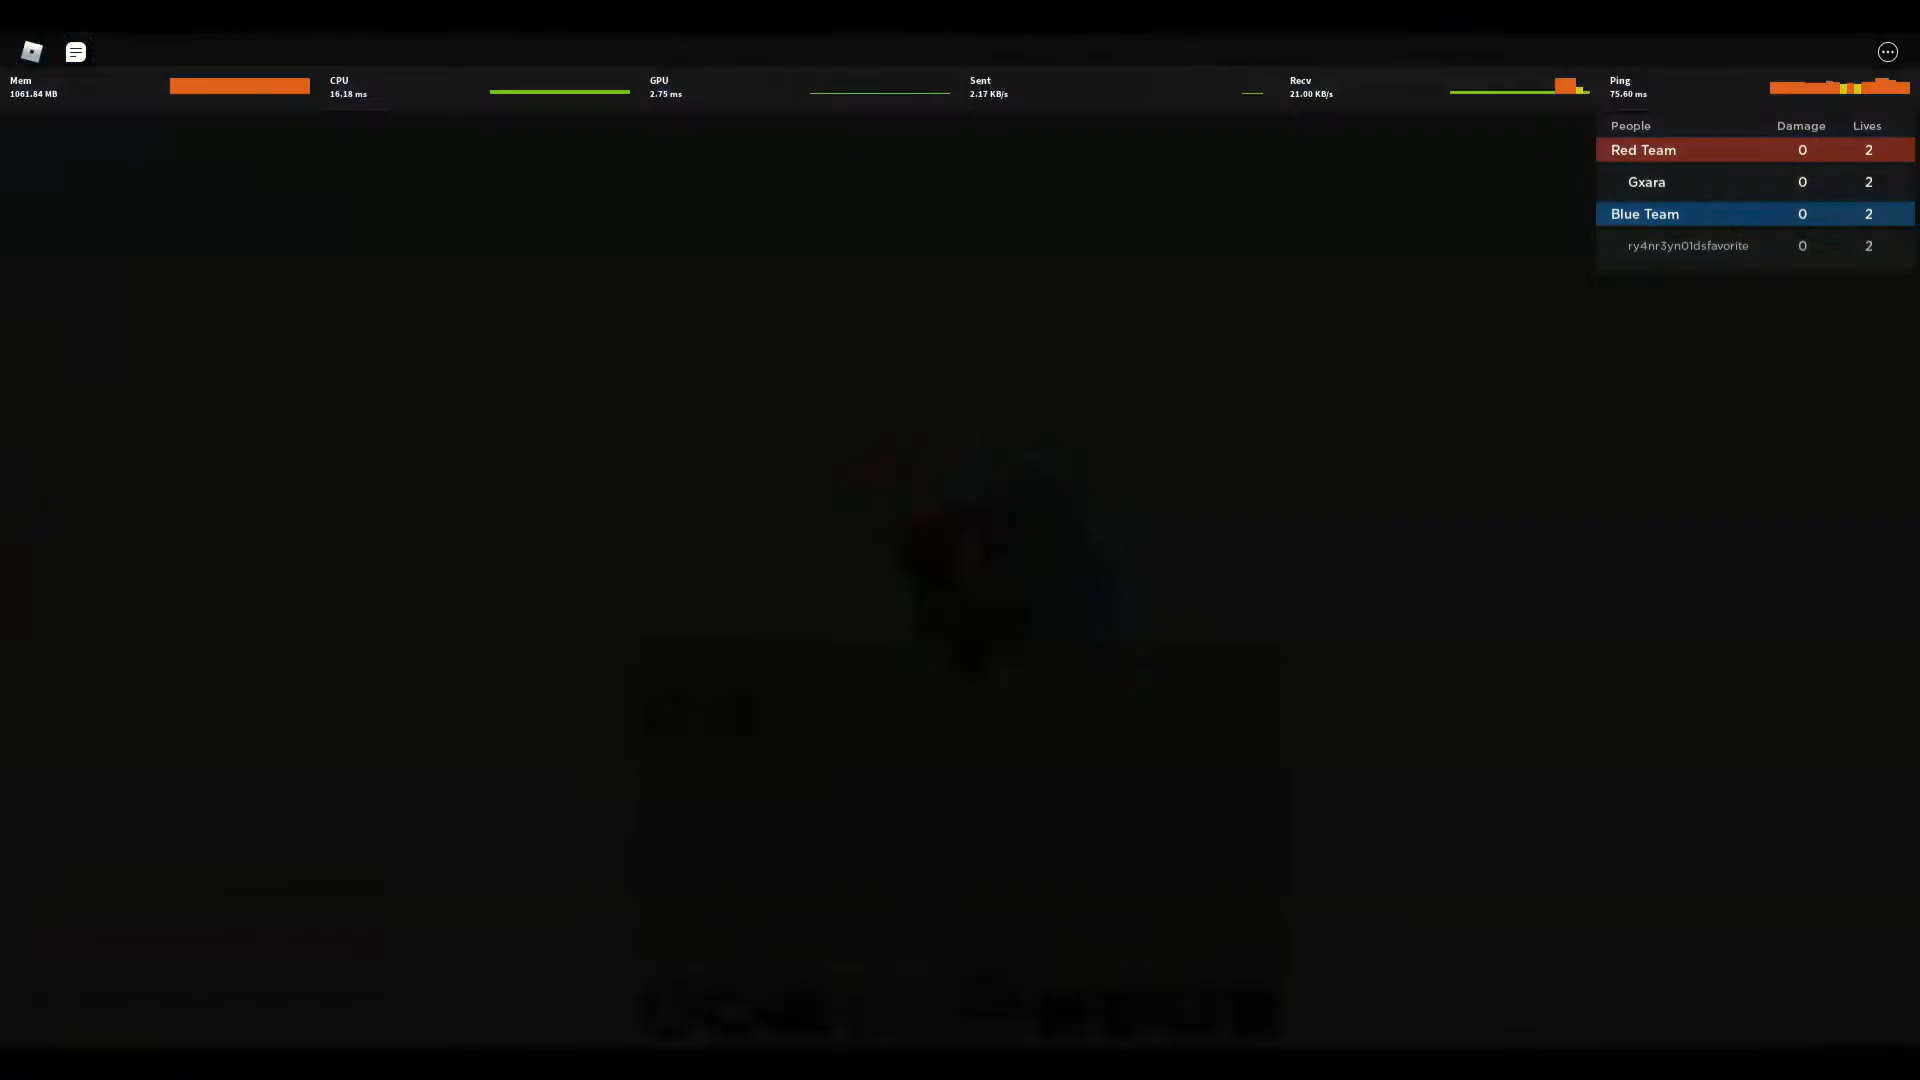 Mem
1061.84 MB
CPU
16.18 ms
GPU
2.75 ms
Sent
2.17 KB/s
Recv
21.00 KB/s
Ping
75.60 ms
People Damage Lives
Red Team 0 2
Gxara 0 2
Blue Team 0 2
ry4nr3yn01dsfavorite 0 2